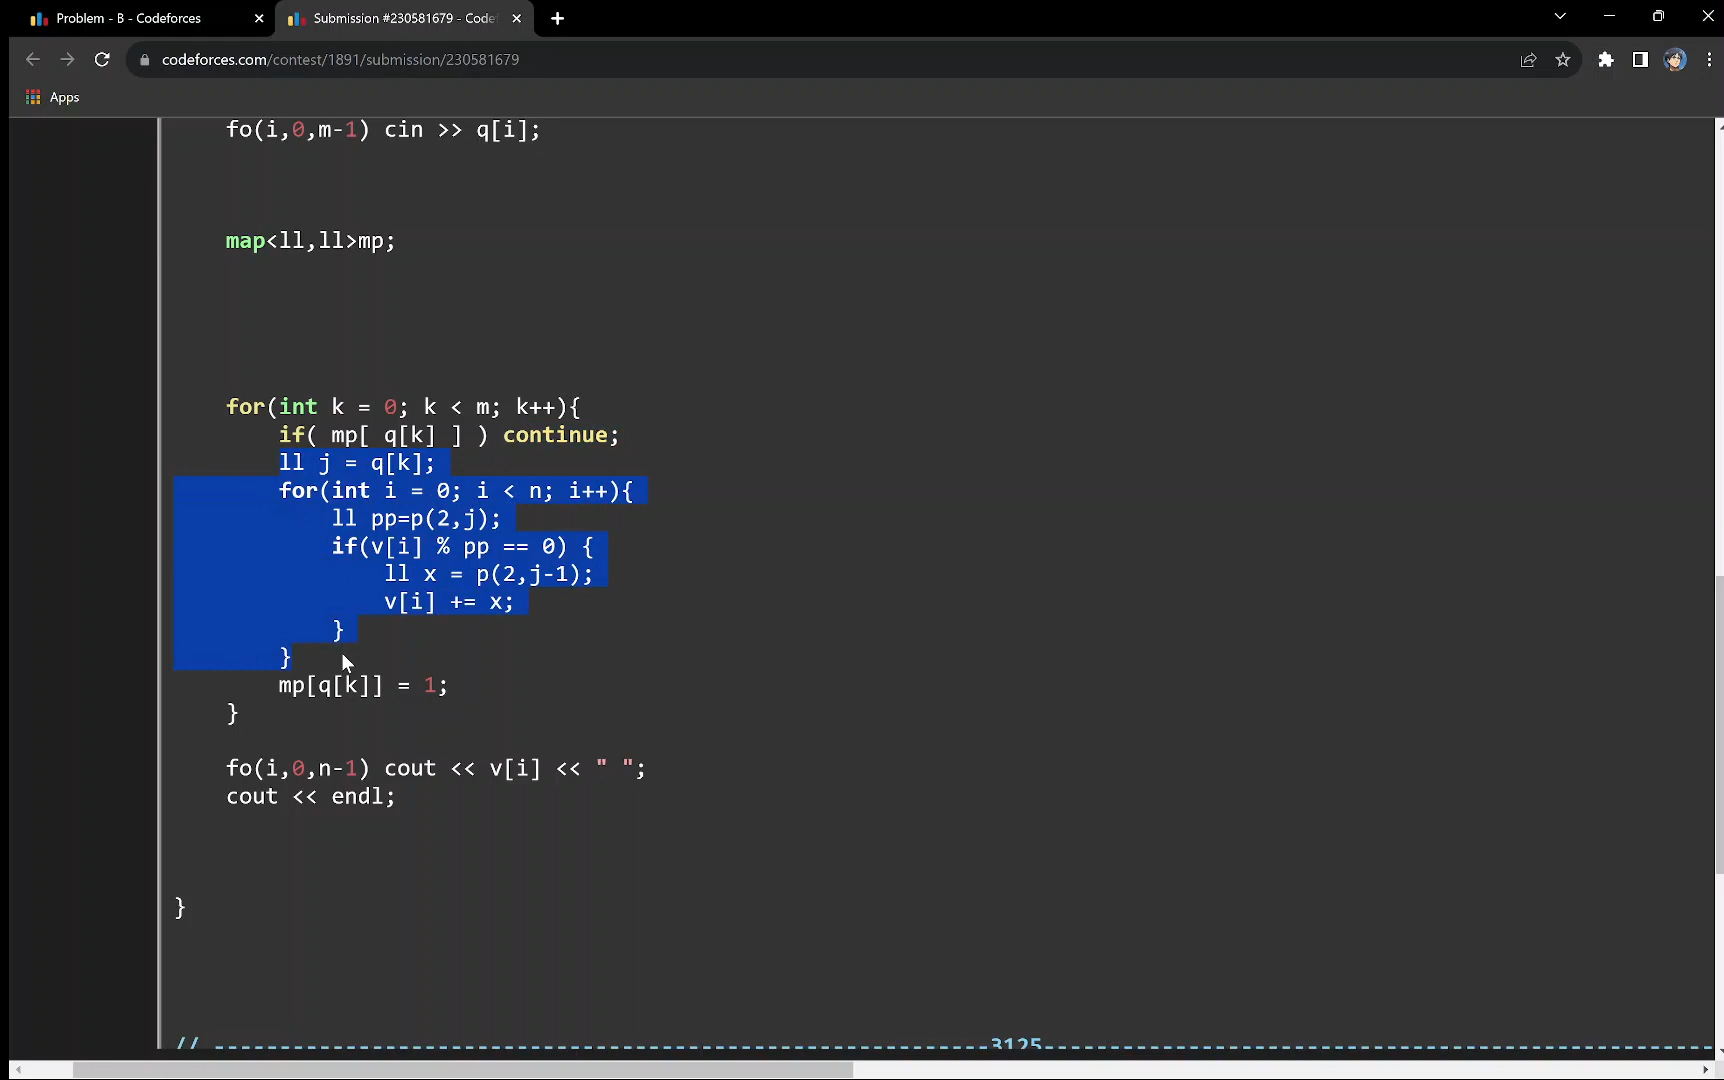 Problem - B - Codeforces
Submission #230581679 - Codef
codeforces.com/contest/1891/submission/230581679
Apps
fo(i,0,m-1) cin >> q[i];
map<ll,ll>mp;
for(int k = 0; k < m; k++){
if( mp[ q[k] ] ) continue;
ll j = q[k];
for(int i = 0; i < n; i++){
ll pp=p(2,j);
if(v[i] % pp == 0) {
ll x = p(2,j-1);
v[i] += x;
}
}
mp[q[k]] = 1;
}
fo(i,0,n-1) cout << v[i] << " ";
cout << endl;
}
// -----------------------------------------------------------3125---------------------------------------------------